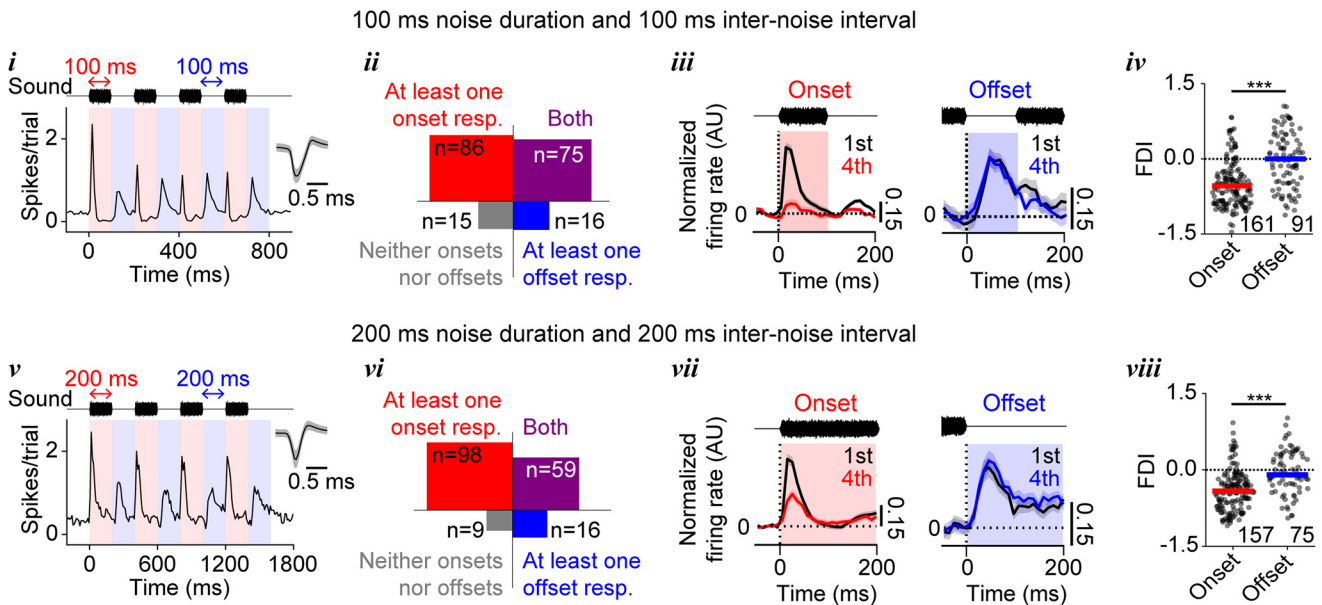 100 ms noise duration and 100 ms inter-noise interval
i
100 ms
100 ms
Sound
Spikes/trial
2
0
0.5 ms
0
400
800
Time (ms)
ii
At least one
onset resp.
Both
n=86
n=75
n=15
n=16
Neither onsets
nor offsets
At least one
offset resp.
iii
Onset
Offset
Normalized
firing rate (AU)
1st
4th
0
0.15
0
200
Time (ms)
1st
4th
0
0.15
0
200
Time (ms)
iv
1.5
***
FDI
0.0
-1.5
161
91
Onset
Offset
200 ms noise duration and 200 ms inter-noise interval
v
200 ms
200 ms
Sound
Spikes/trial
2
0
0.5 ms
0
600
1200
1800
Time (ms)
vi
At least one
onset resp.
Both
n=98
n=59
n=9
n=16
Neither onsets
nor offsets
At least one
offset resp.
vii
Onset
Offset
Normalized
firing rate (AU)
1st
4th
0
0.15
0
200
Time (ms)
1st
4th
0
0.15
0
200
Time (ms)
viii
1.5
***
FDI
0.0
-1.5
157
75
Onset
Offset